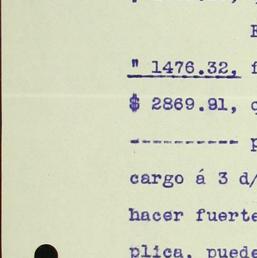 " 1476.32,
$ 2869.91,
----------
cargo á 3 d/
hacer fuerte
plica, puede